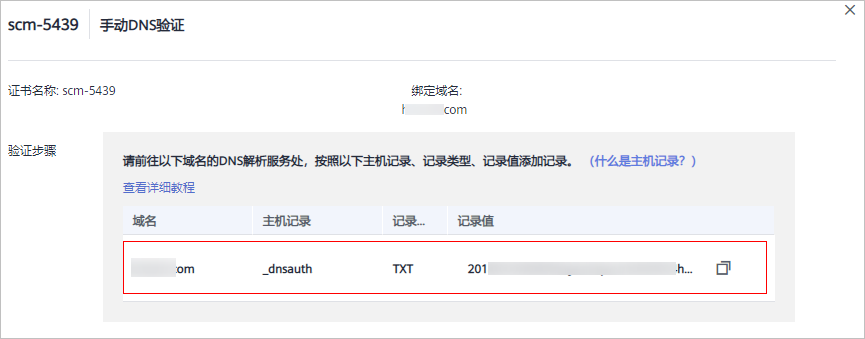 scm-5439 手动DNS验证
证书名称: scm-5439
绑定域名:
h com
验证步骤
请前往以下域名的DNS解析服务处，按照以下主机记录、记录类型、记录值添加记录。 （什么是主机记录？）
查看详细教程
域名 主机记录 记录... 记录值
com _dnsauth TXT 201 h...